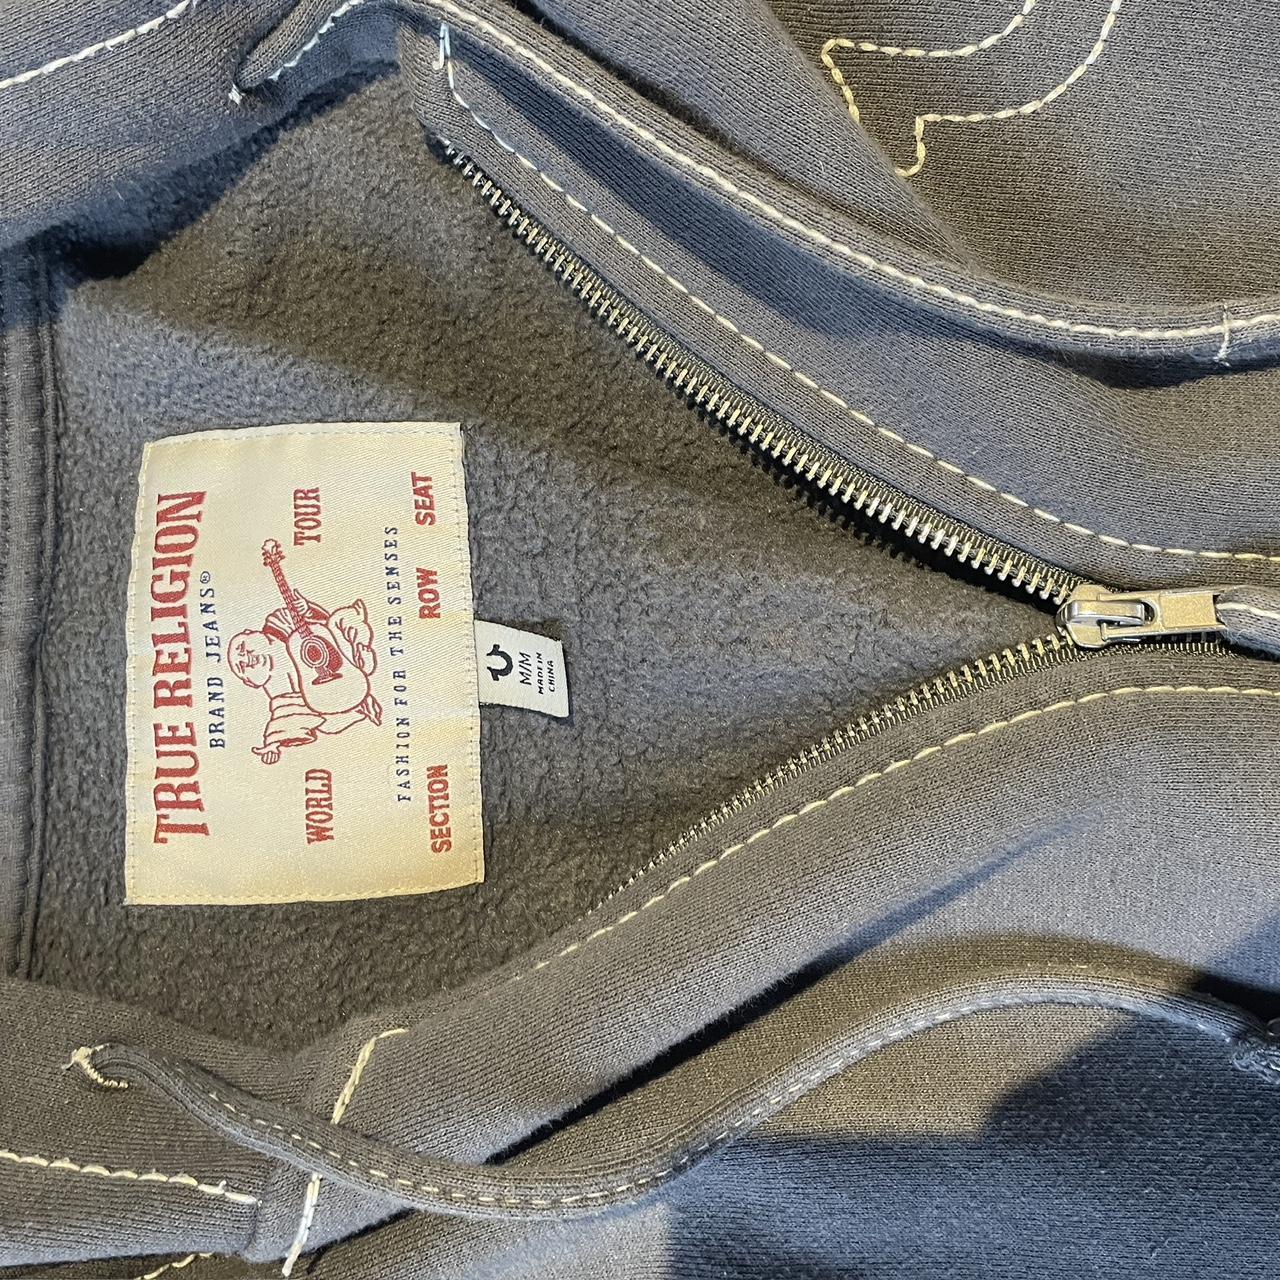 TRUE RELIGION
BRAND JEANS®
WORLD TOUR
FASHION FOR THE SENSES
SECTION ROW SEAT
M/M
MADE IN
CHINA